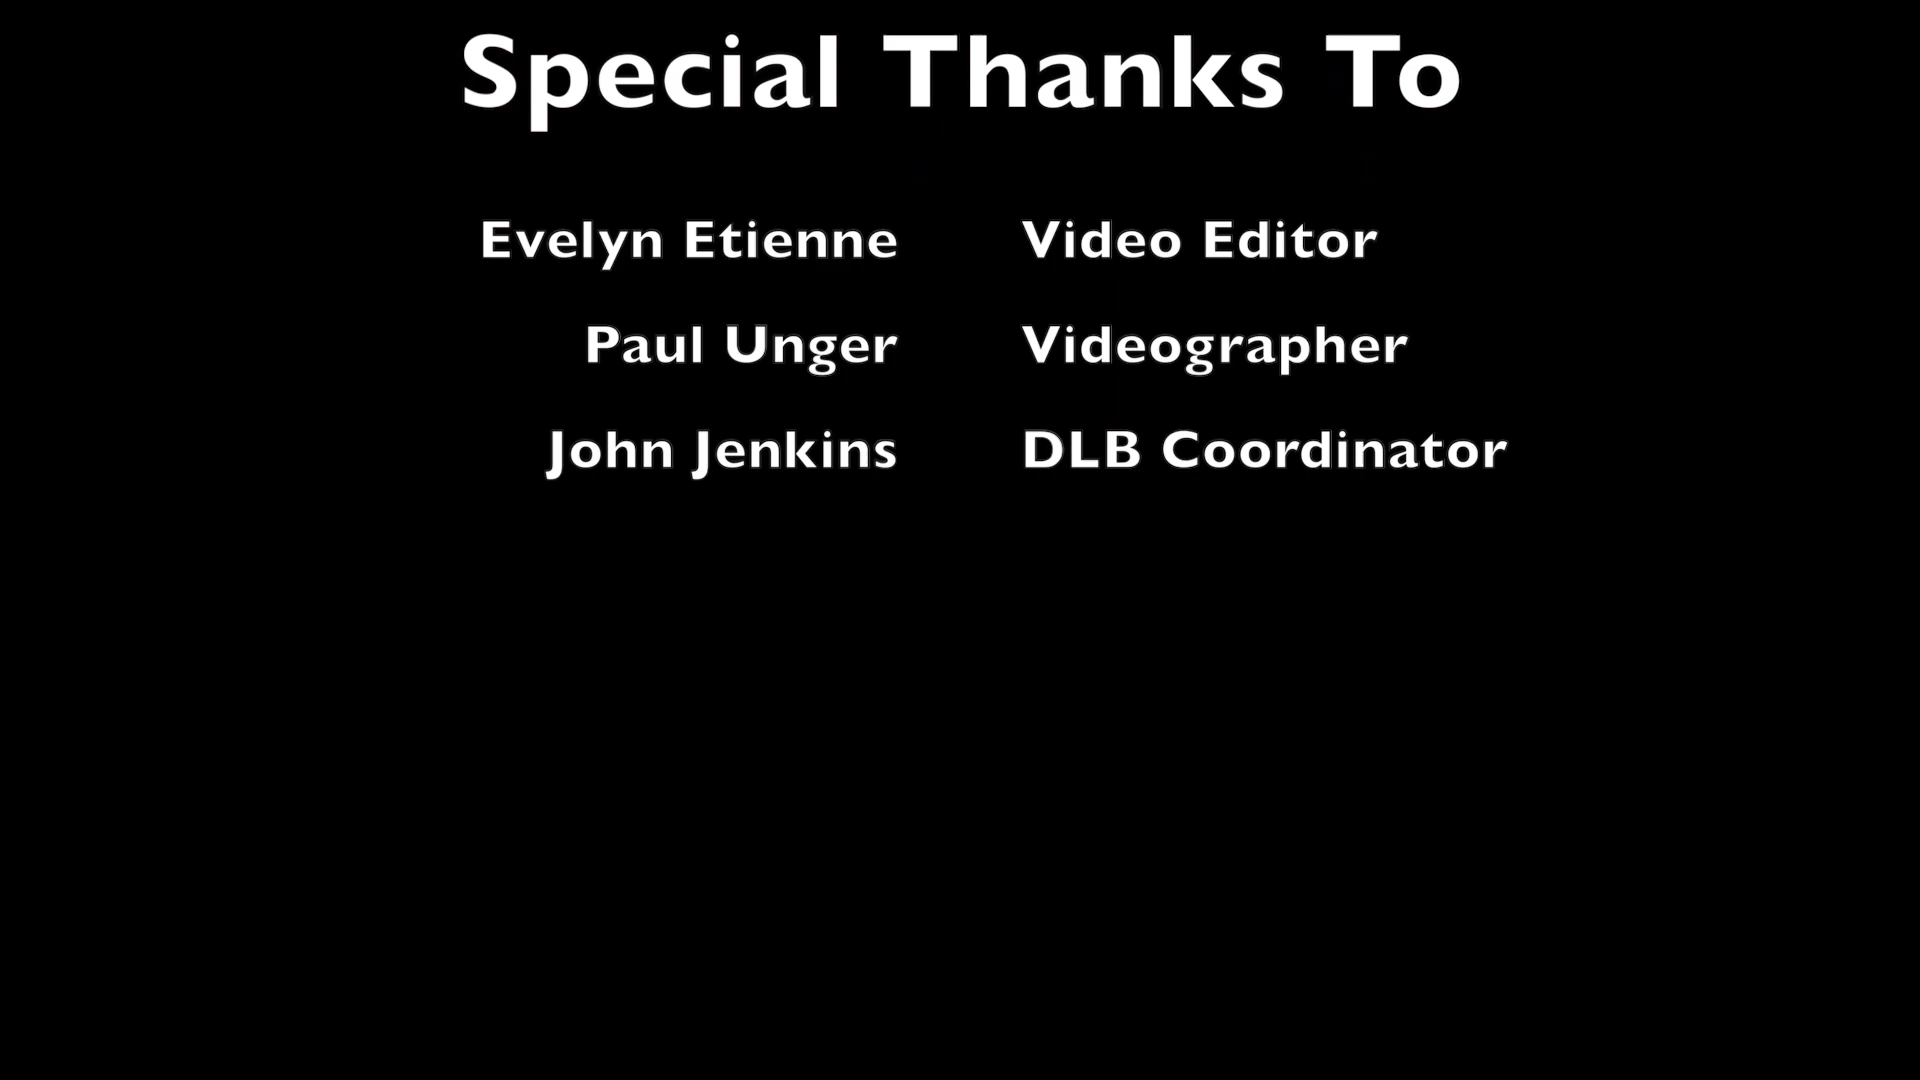 Special Thanks To
Evelyn Etienne Video Editor
Paul Unger Videographer
John Jenkins DLB Coordinator